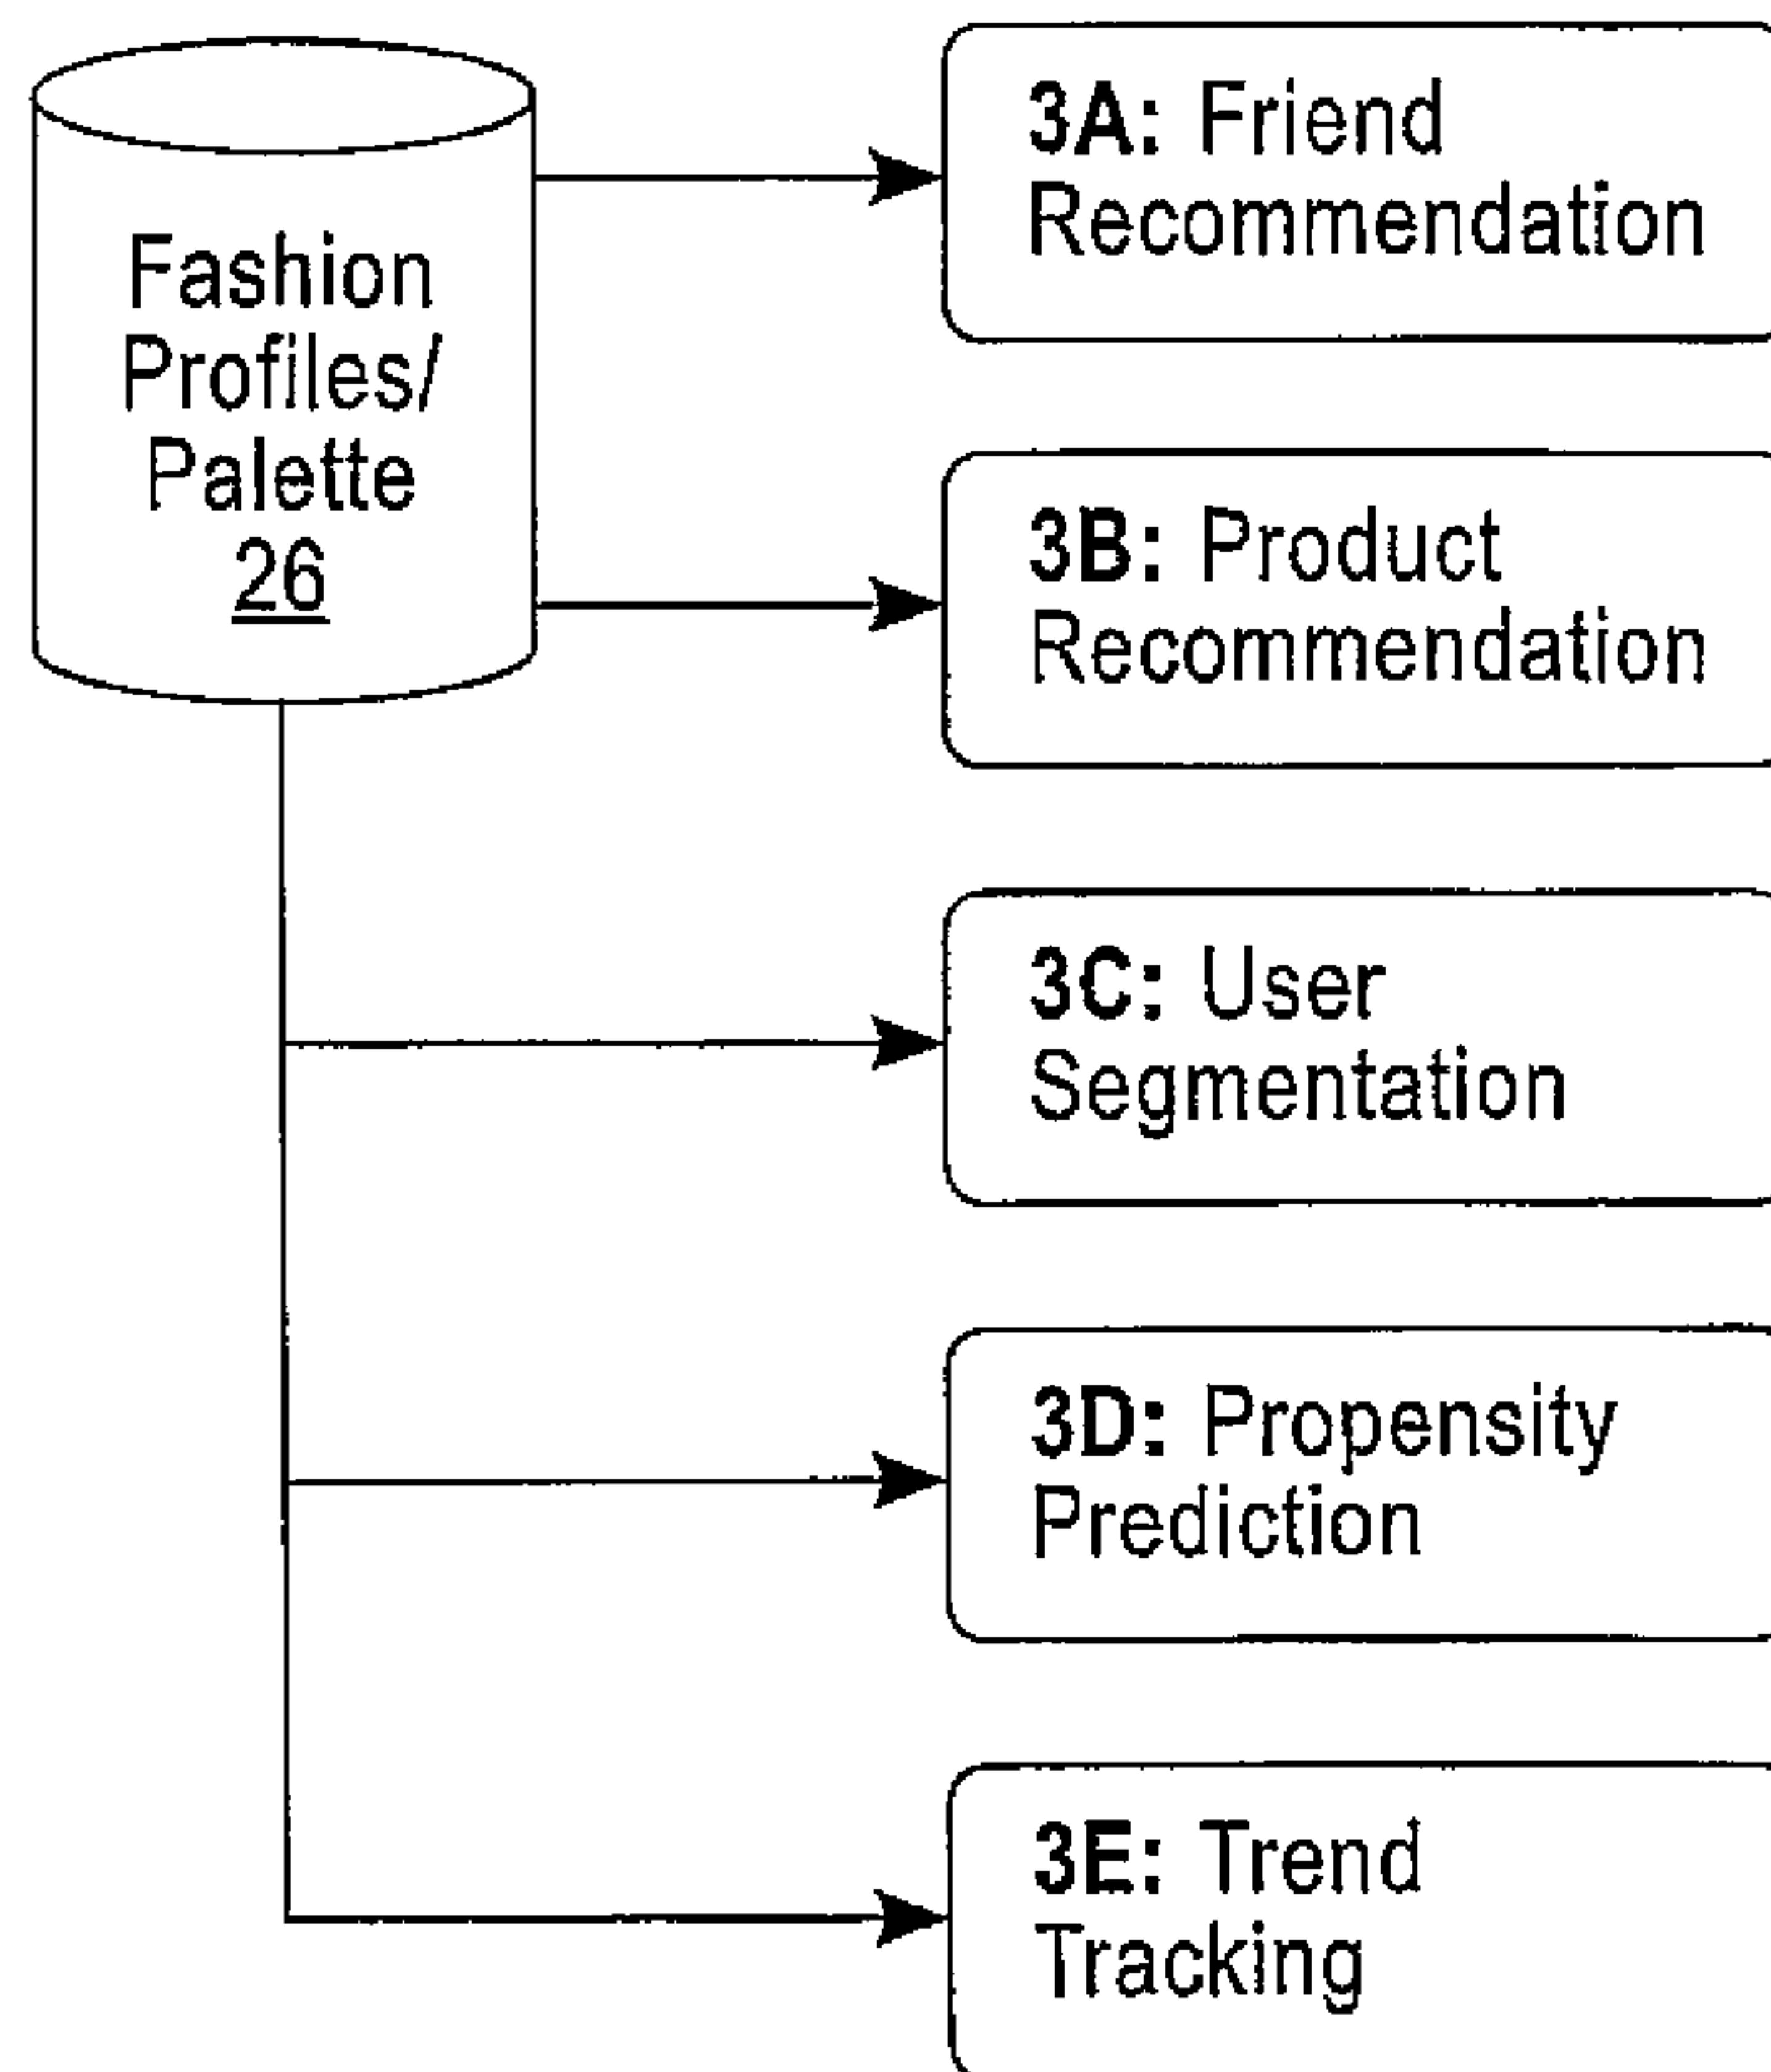 Fashion
Profiles/
Palette
26
3A: Friend
Recommendation
3B: Product
Recommendation
3C: User
Segmentation
3D: Propensity
Prediction
3E: Trend
Tracking